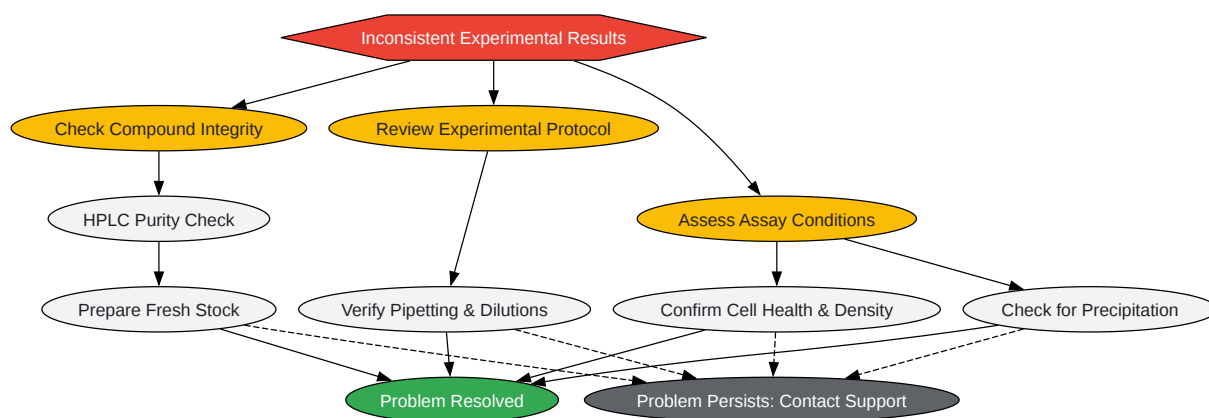 Inconsistent Experimental Results
Check Compound Integrity
Review Experimental Protocol
HPLC Purity Check
Assess Assay Conditions
Prepare Fresh Stock
Verify Pipetting & Dilutions
Confirm Cell Health & Density
Check for Precipitation
Problem Resolved
Problem Persists: Contact Support